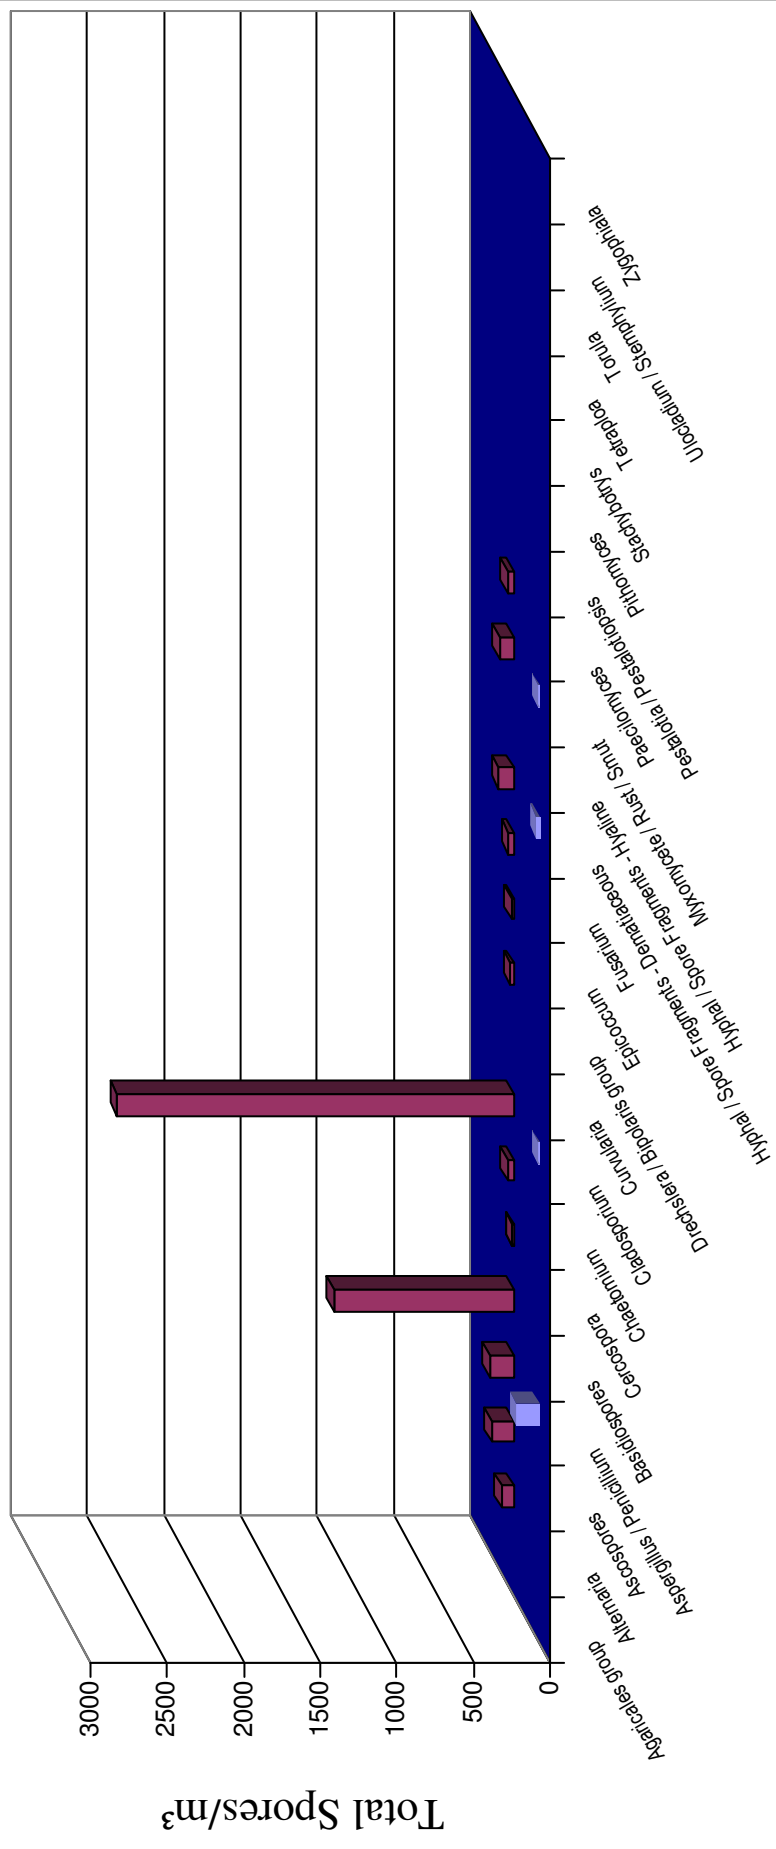 Total Spores/m³
3000
2500
2000
1500
1000
500
0
Agaricales group
Alternaria
Ascospores
Aspergillus / Penicillium
Basidiospores
Cercospora
Chaetomium
Cladosporium
Curvularia
Drechslera / Bipolaris group
Epicoccum
Fusarium
Hyphal / Spore Fragments - Dematiaceous
Hyphal / Spore Fragments - Hyaline
Myxomycete / Rust / Smut
Paecilomyces
Pestalotia / Pestalotiopsis
Pithomyces
Stachybotrys
Tetraploa
Torula
Ulocladium / Stemphylium
Zygophiala